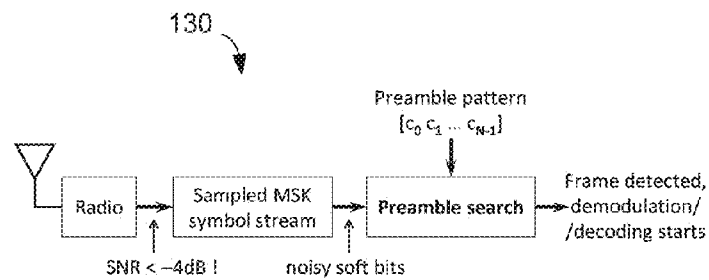 130
Preamble pattern
{c0 c1 ... cN-1}
Radio
Sampled MSK
symbol stream
Preamble search
Frame detected,
demodulation/
/decoding starts
SNR < –4dB !
noisy soft bits